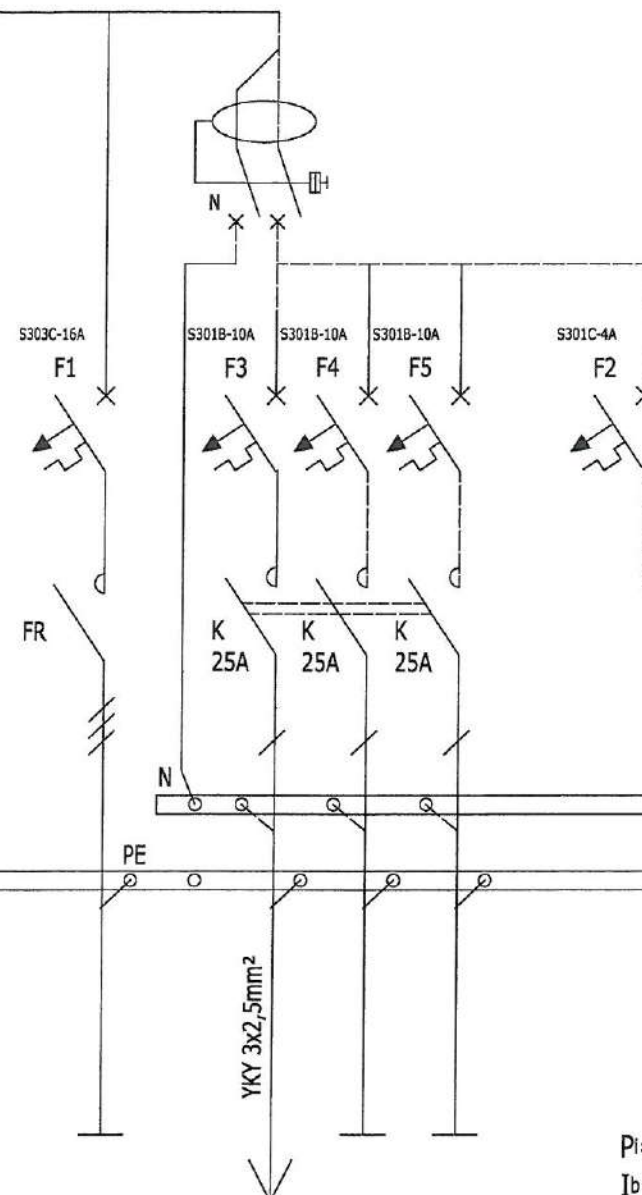 N
S303C-16A
F1
S301B-10A
F3
S301B-10A
F4
S301B-10A
F5
S301C-4A
F2
FR
K
25A
K
25A
K
25A
N
PE
YKY 3x2,5mm²
Ib